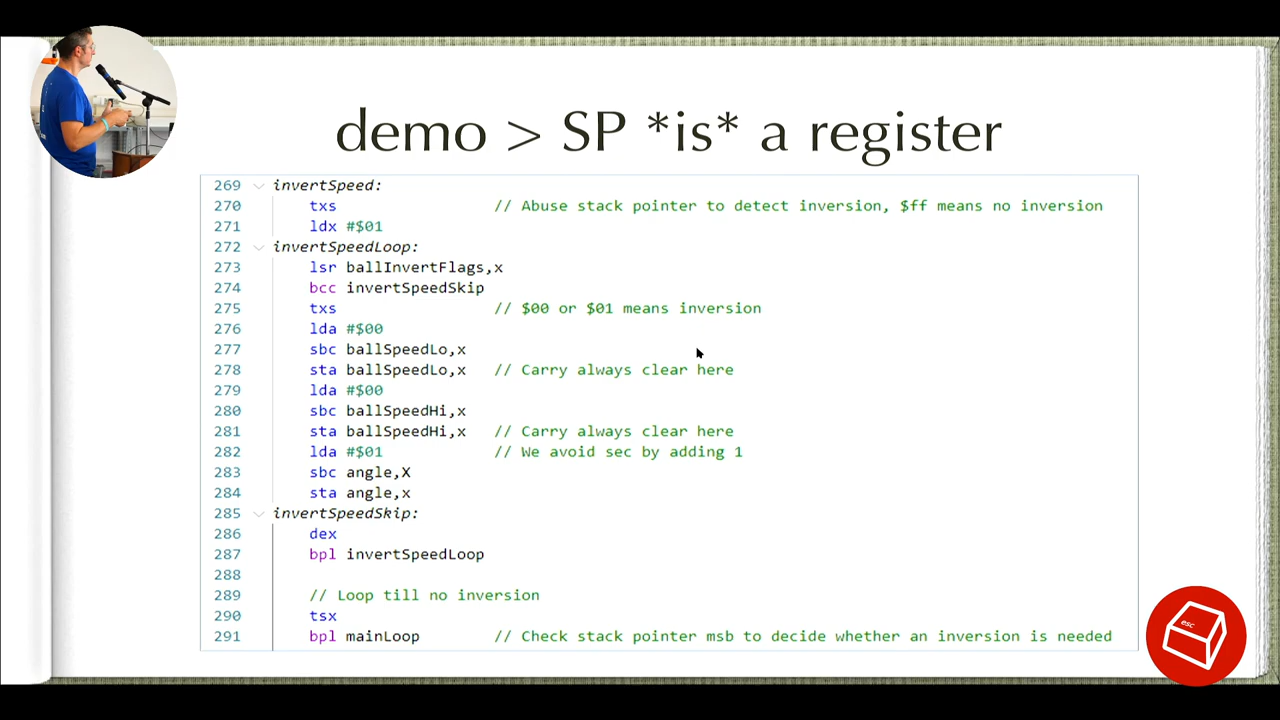 demo > SP *is* a register
269 invertSpeed:
270 txs // Abuse stack pointer to detect inversion, $ff means no inversion
271 ldx #$01
272 invertSpeedLoop:
273 lsr ballInvertFlags,x
274 bcc invertSpeedSkip
275 txs // $00 or $01 means inversion
276 lda #$00
277 sbc ballSpeedLo,x
278 sta ballSpeedLo,x // Carry always clear here
279 lda #$00
280 sbc ballSpeedHi,x
281 sta ballSpeedHi,x // Carry always clear here
282 lda #$01 // We avoid sec by adding 1
283 sbc angle,X
284 sta angle,x
285 invertSpeedSkip:
286 dex
287 bpl invertSpeedLoop
288
289 // Loop till no inversion
290 tsx
291 bpl mainLoop // Check stack pointer msb to decide whether an inversion is needed
esc